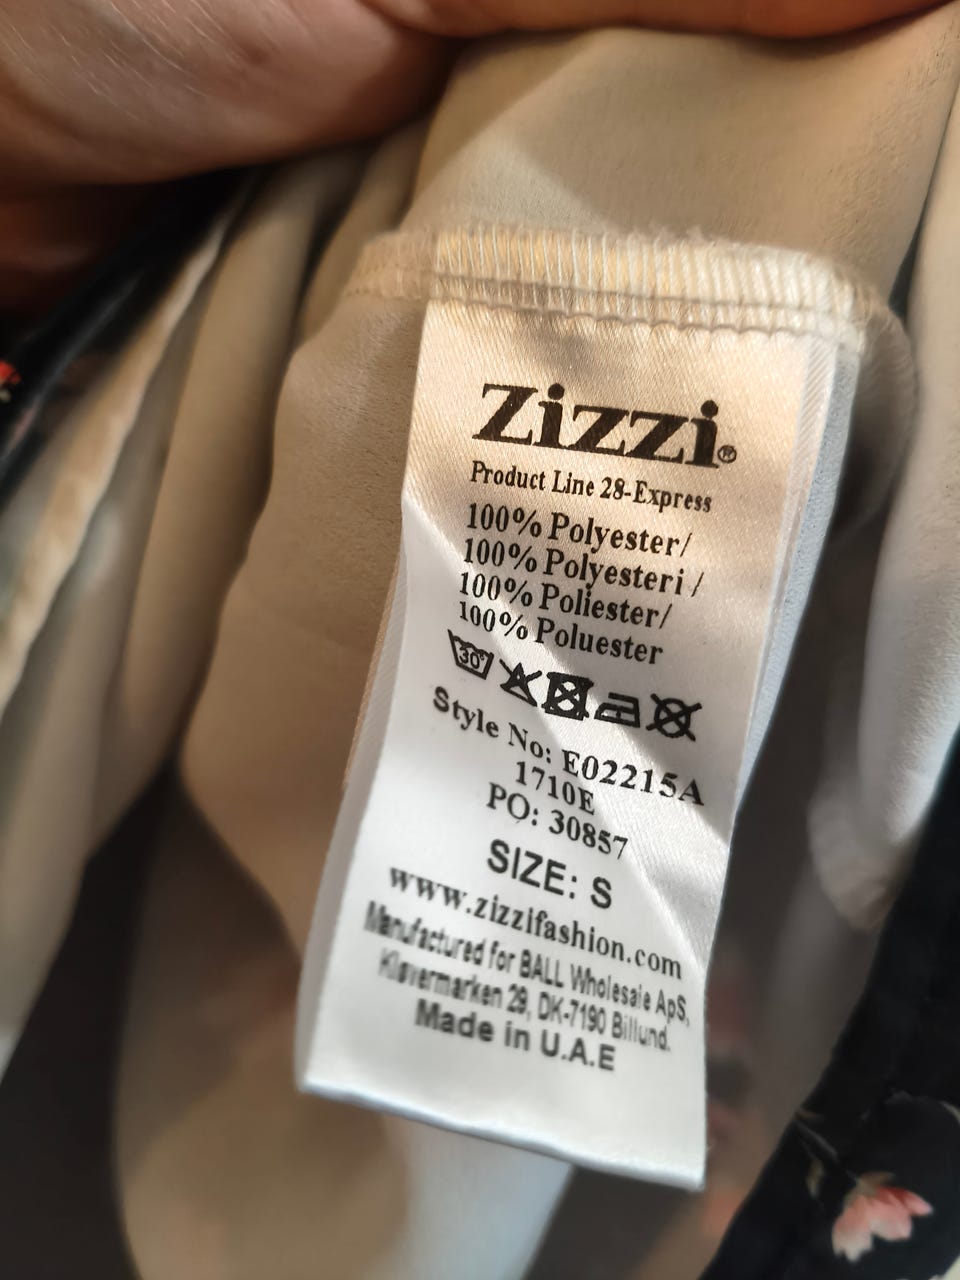 Zizzi®
Product Line 28-Express
100% Polyester/
100% Polyesteri /
100% Poliester/
100% Poluester
30°
Style No: E02215A
1710E
PO: 30857
SIZE: S
www.zizzifashion.com
Manufactured for BALL Wholesale ApS,
Kløvermarken 29, DK-7190 Billund.
Made in U.A.E